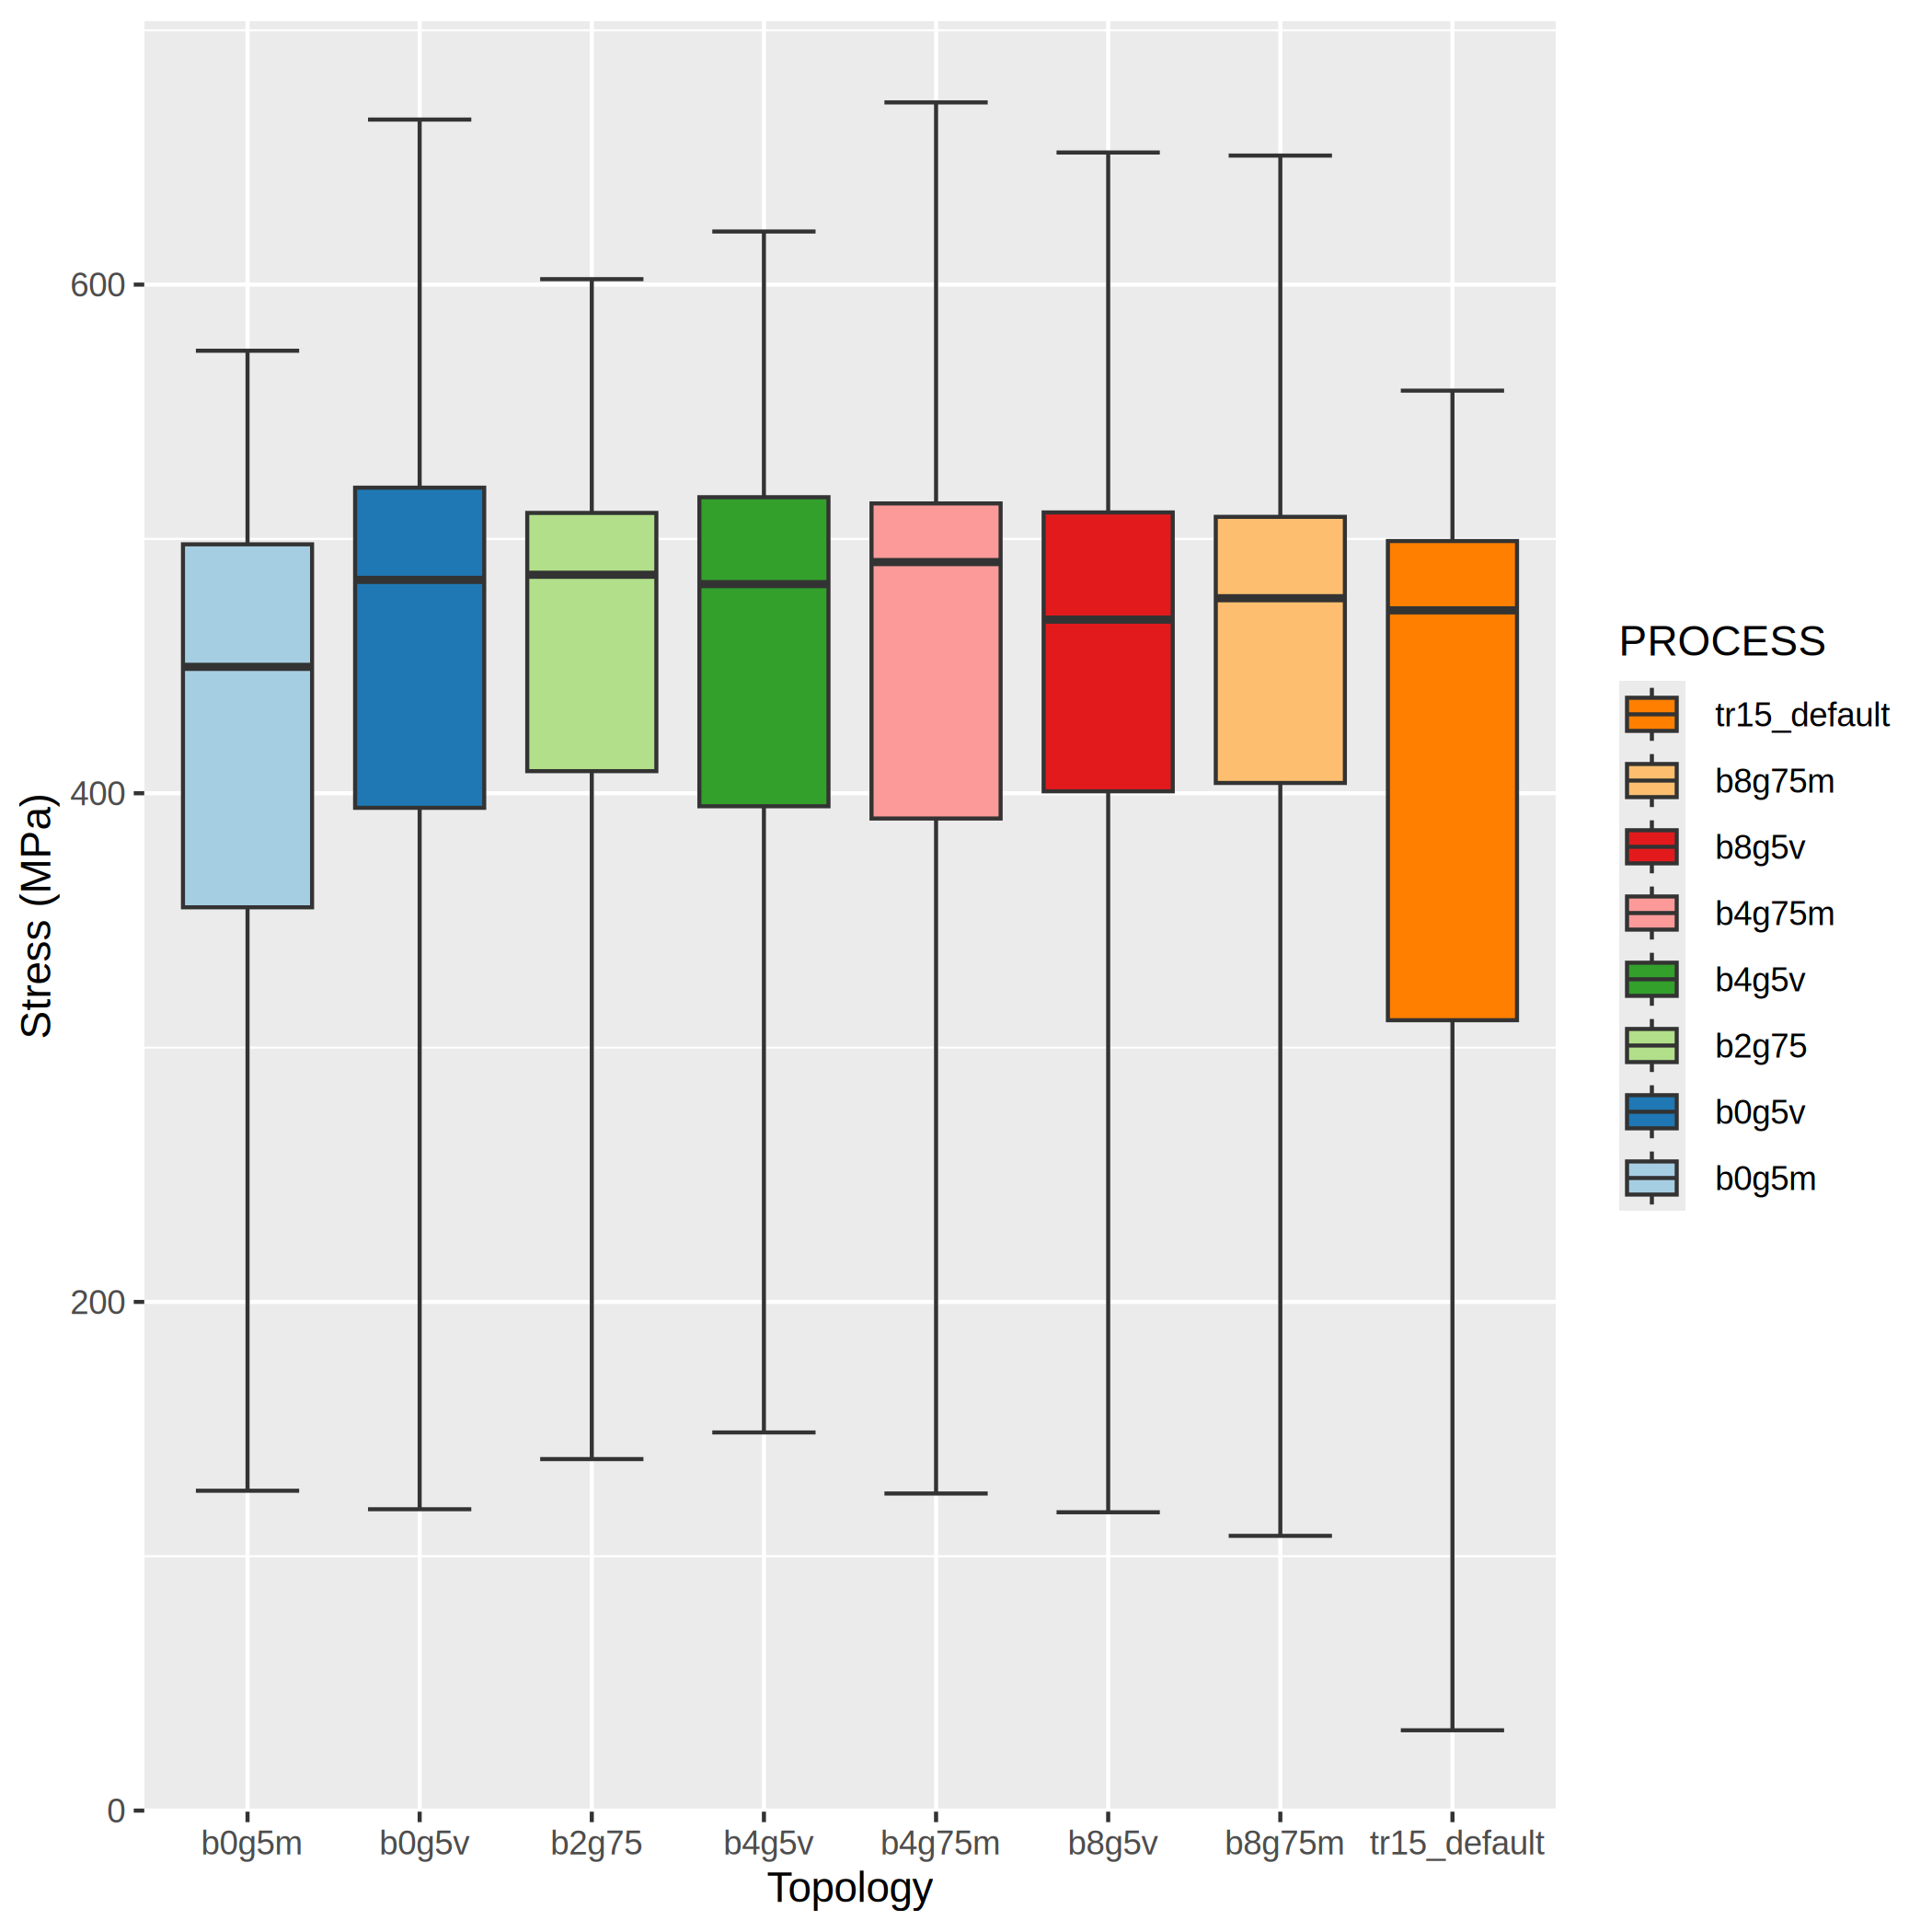 Stress (MPa)
600
400
200
0
b0g5m b0g5v b2g75 b4g5v b4g75m b8g5v b8g75m tr15_default
Topology
PROCESS
tr15_default
b8g75m
b8g5v
b4g75m
b4g5v
b2g75
b0g5v
b0g5m